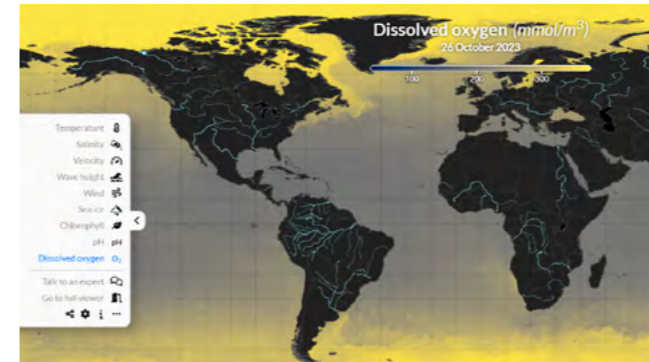 Dissolved oxygen (mmol/m³)
26 October 2023
100 200 300
Temperature
Salinity
Velocity
Wave height
Wind
Sea ice
Chlorophyll
pH pH
Dissolved oxygen O₂
Talk to an expert
Go to full viewer